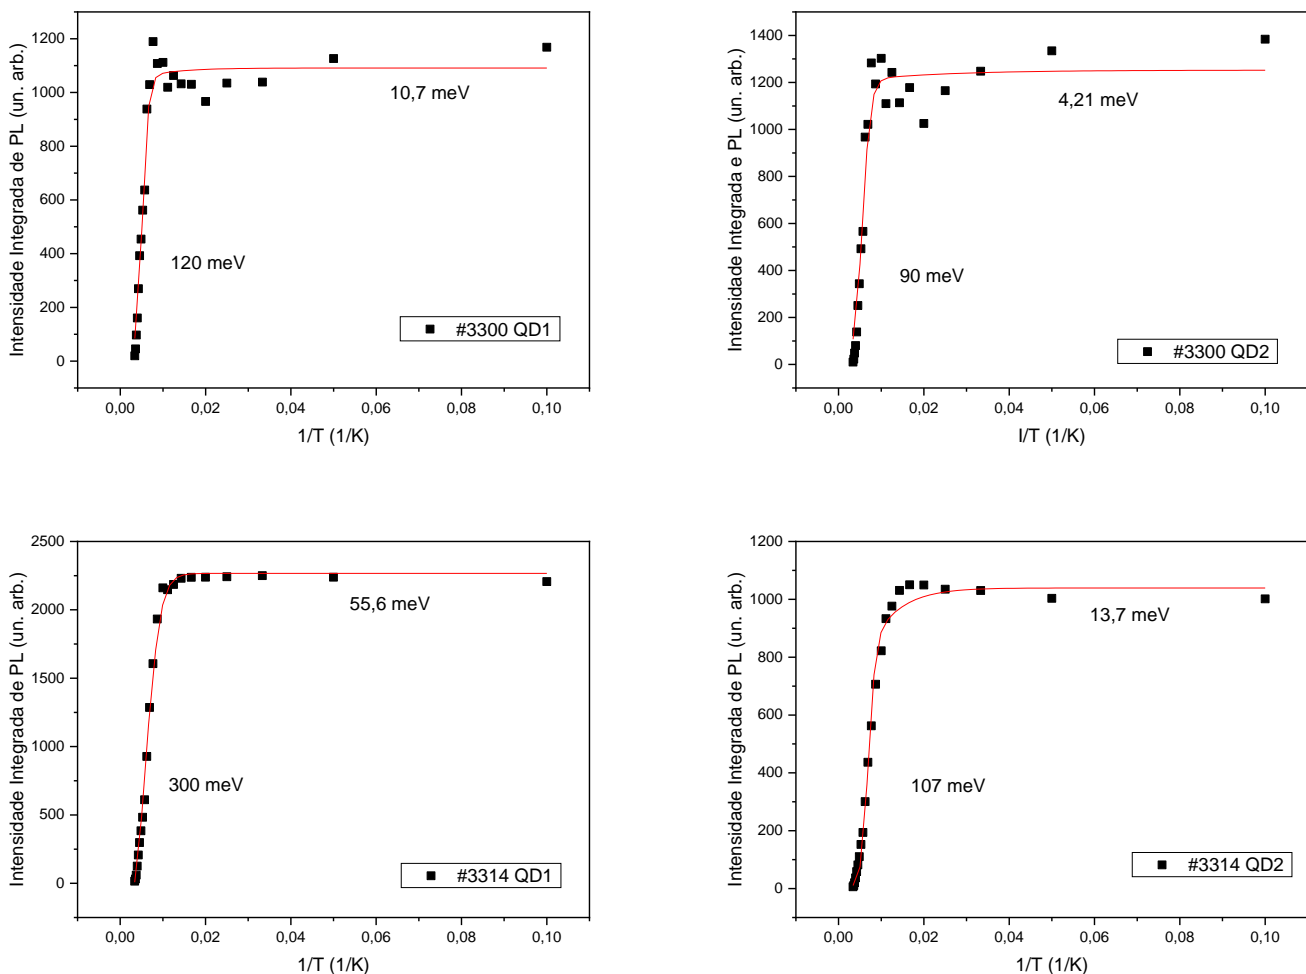 Intensidade Integrada de PL (un. arb.)
1200
1000
800
600
400
200
0
10,7 meV
120 meV
#3300 QD1
0,00 0,02 0,04 0,06 0,08 0,10
1/T (1/K)
Intensidade Integrada e PL (un. arb.)
1400
1200
1000
800
600
400
200
0
4,21 meV
90 meV
#3300 QD2
0,00 0,02 0,04 0,06 0,08 0,10
I/T (1/K)
Intensidade Integrada de PL (un. arb.)
2500
2000
1500
1000
500
0
55,6 meV
300 meV
#3314 QD1
0,00 0,02 0,04 0,06 0,08 0,10
1/T (1/K)
Intensidade Integrada de PL (un. arb.)
1200
1000
800
600
400
200
0
13,7 meV
107 meV
#3314 QD2
0,00 0,02 0,04 0,06 0,08 0,10
1/T (1/K)